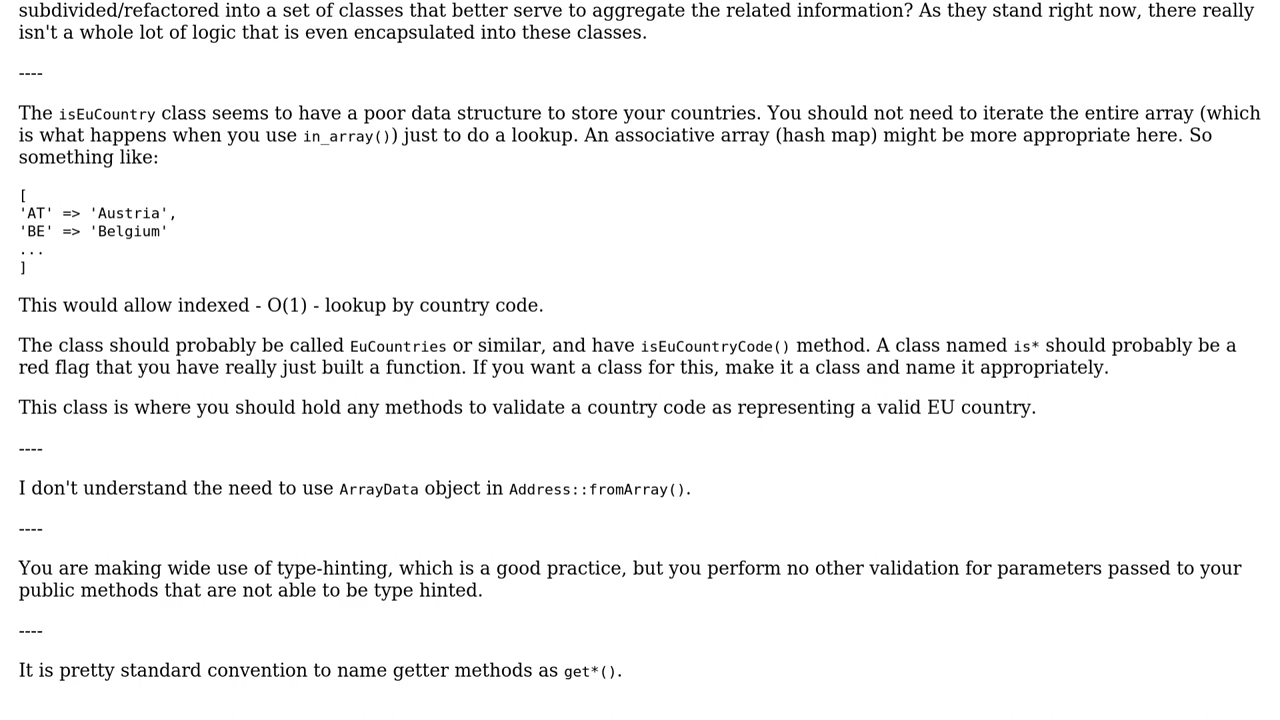 subdivided/refactored into a set of classes that better serve to aggregate the related information? As they stand right now, there really
isn't a whole lot of logic that is even encapsulated into these classes.
----
The isEuCountry class seems to have a poor data structure to store your countries. You should not need to iterate the entire array (which
is what happens when you use in_array()) just to do a lookup. An associative array (hash map) might be more appropriate here. So
something like:
[
'AT' => 'Austria',
'BE' => 'Belgium'
...
]
This would allow indexed - O(1) - lookup by country code.
The class should probably be called EuCountries or similar, and have isEuCountryCode() method. A class named is* should probably be a
red flag that you have really just built a function. If you want a class for this, make it a class and name it appropriately.
This class is where you should hold any methods to validate a country code as representing a valid EU country.
----
I don't understand the need to use ArrayData object in Address::fromArray().
----
You are making wide use of type-hinting, which is a good practice, but you perform no other validation for parameters passed to your
public methods that are not able to be type hinted.
----
It is pretty standard convention to name getter methods as get*().